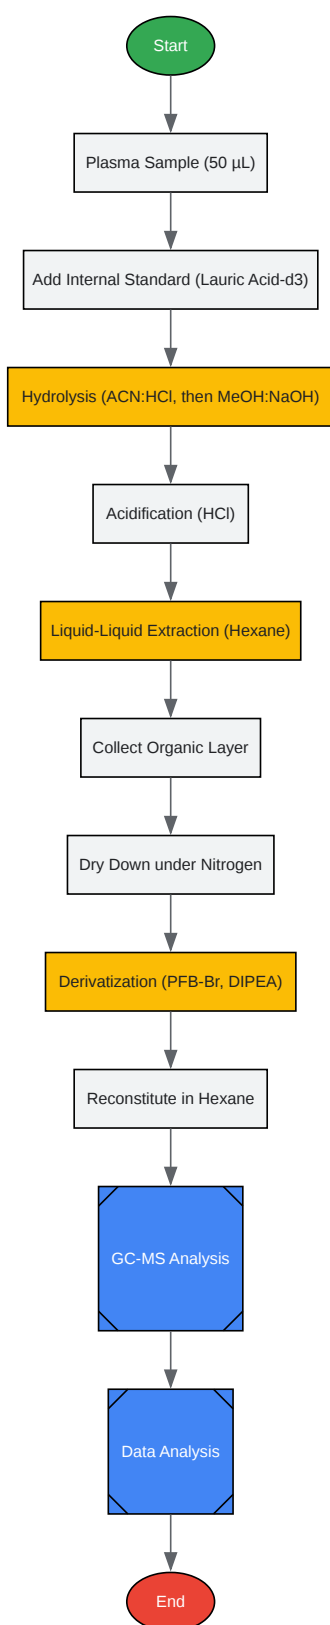 Start
Plasma Sample (50 µL)
Add Internal Standard (Lauric Acid-d3)
Hydrolysis (ACN:HCl, then MeOH:NaOH)
Acidification (HCl)
Liquid-Liquid Extraction (Hexane)
Collect Organic Layer
Dry Down under Nitrogen
Derivatization (PFB-Br, DIPEA)
Reconstitute in Hexane
GC-MS Analysis
Data Analysis
End